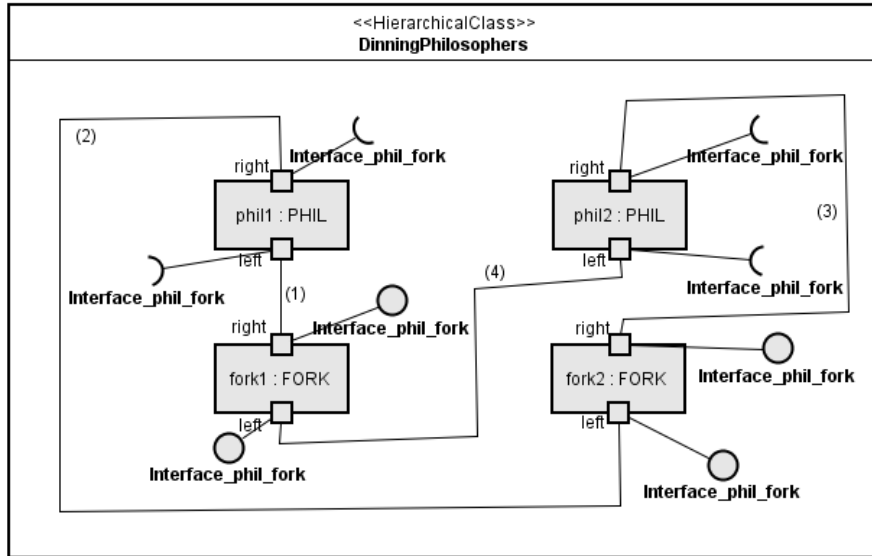 <<HierarchicalClass>>
DinningPhilosophers
(2)
Interface_phil_fork
right
phil1 : PHIL
left
Interface_phil_fork
(1)
Interface_phil_fork
right
fork1 : FORK
left
Interface_phil_fork
Interface_phil_fork
right
phil2 : PHIL
(3)
left
(4)
Interface_phil_fork
right
Interface_phil_fork
fork2 : FORK
left
Interface_phil_fork